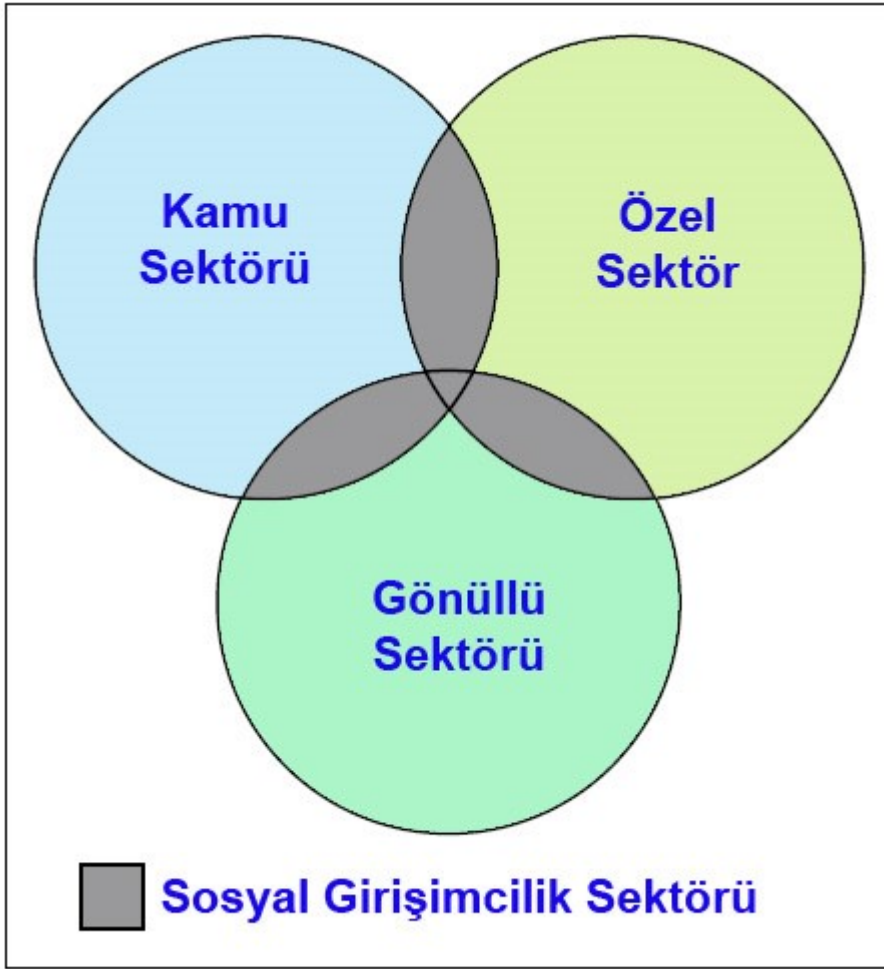 Kamu
Sektörü
Özel
Sektör
Gönüllü
Sektörü
Sosyal Girişimcilik Sektörü